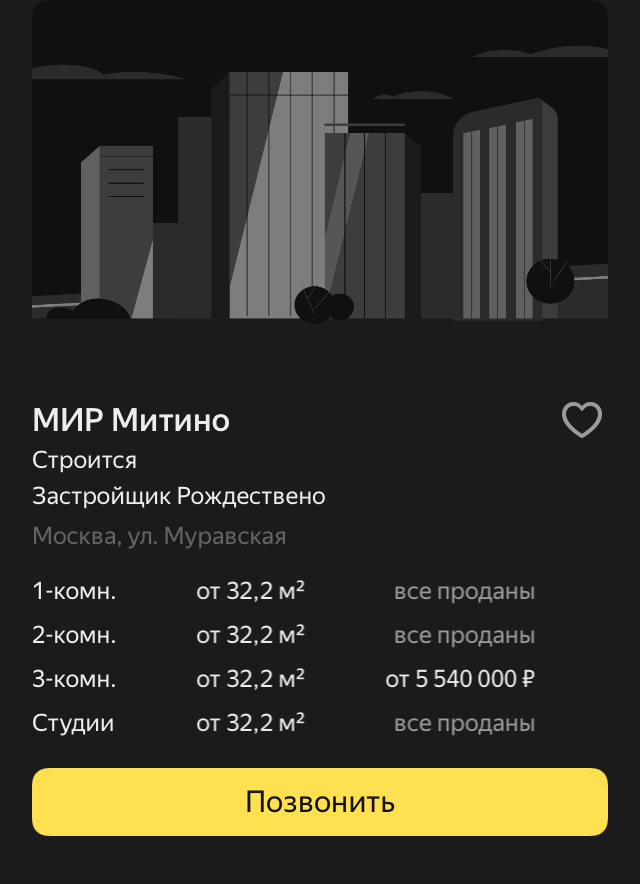 МИР Митино
Строится
Застройщик Рождествено
Москва, ул. Муравская
1-комн. от 32,2 м² все проданы
2-комн. от 32,2 м² все проданы
3-комн. от 32,2 м² от 5 540 000 ₽
Студии от 32,2 м² все проданы
Позвонить